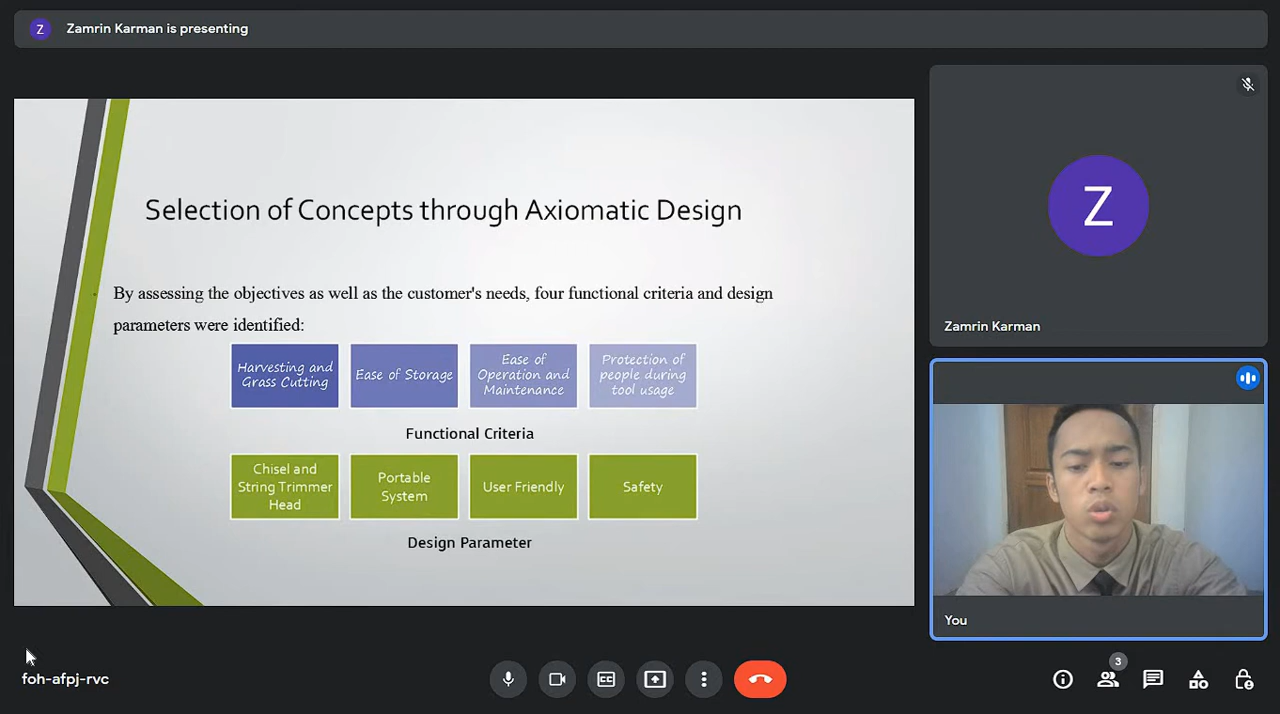 Z
Zamrin Karman is presenting
Selection of Concepts through Axiomatic Design
By assessing the objectives as well as the customer's needs, four functional criteria and design
parameters were identified:
Harvesting and
Grass Cutting
Ease of Storage
Ease of
Operation and
Maintenance
Protection of
people during
tool usage
Functional Criteria
Chisel and
String Trimmer
Head
Portable
System
User Friendly
Safety
Design Parameter
Z
Zamrin Karman
You
foh-afpj-rvc
CC
3